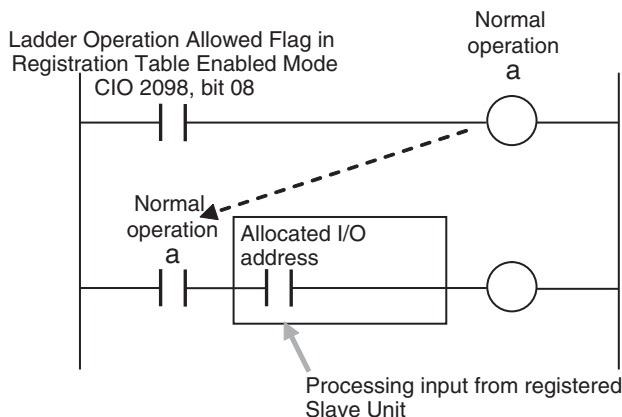 Normal
operation
a
Ladder Operation Allowed Flag in
Registration Table Enabled Mode
CIO 2098, bit 08
Normal
operation
a
Allocated I/O
address
Processing input from registered
Slave Unit